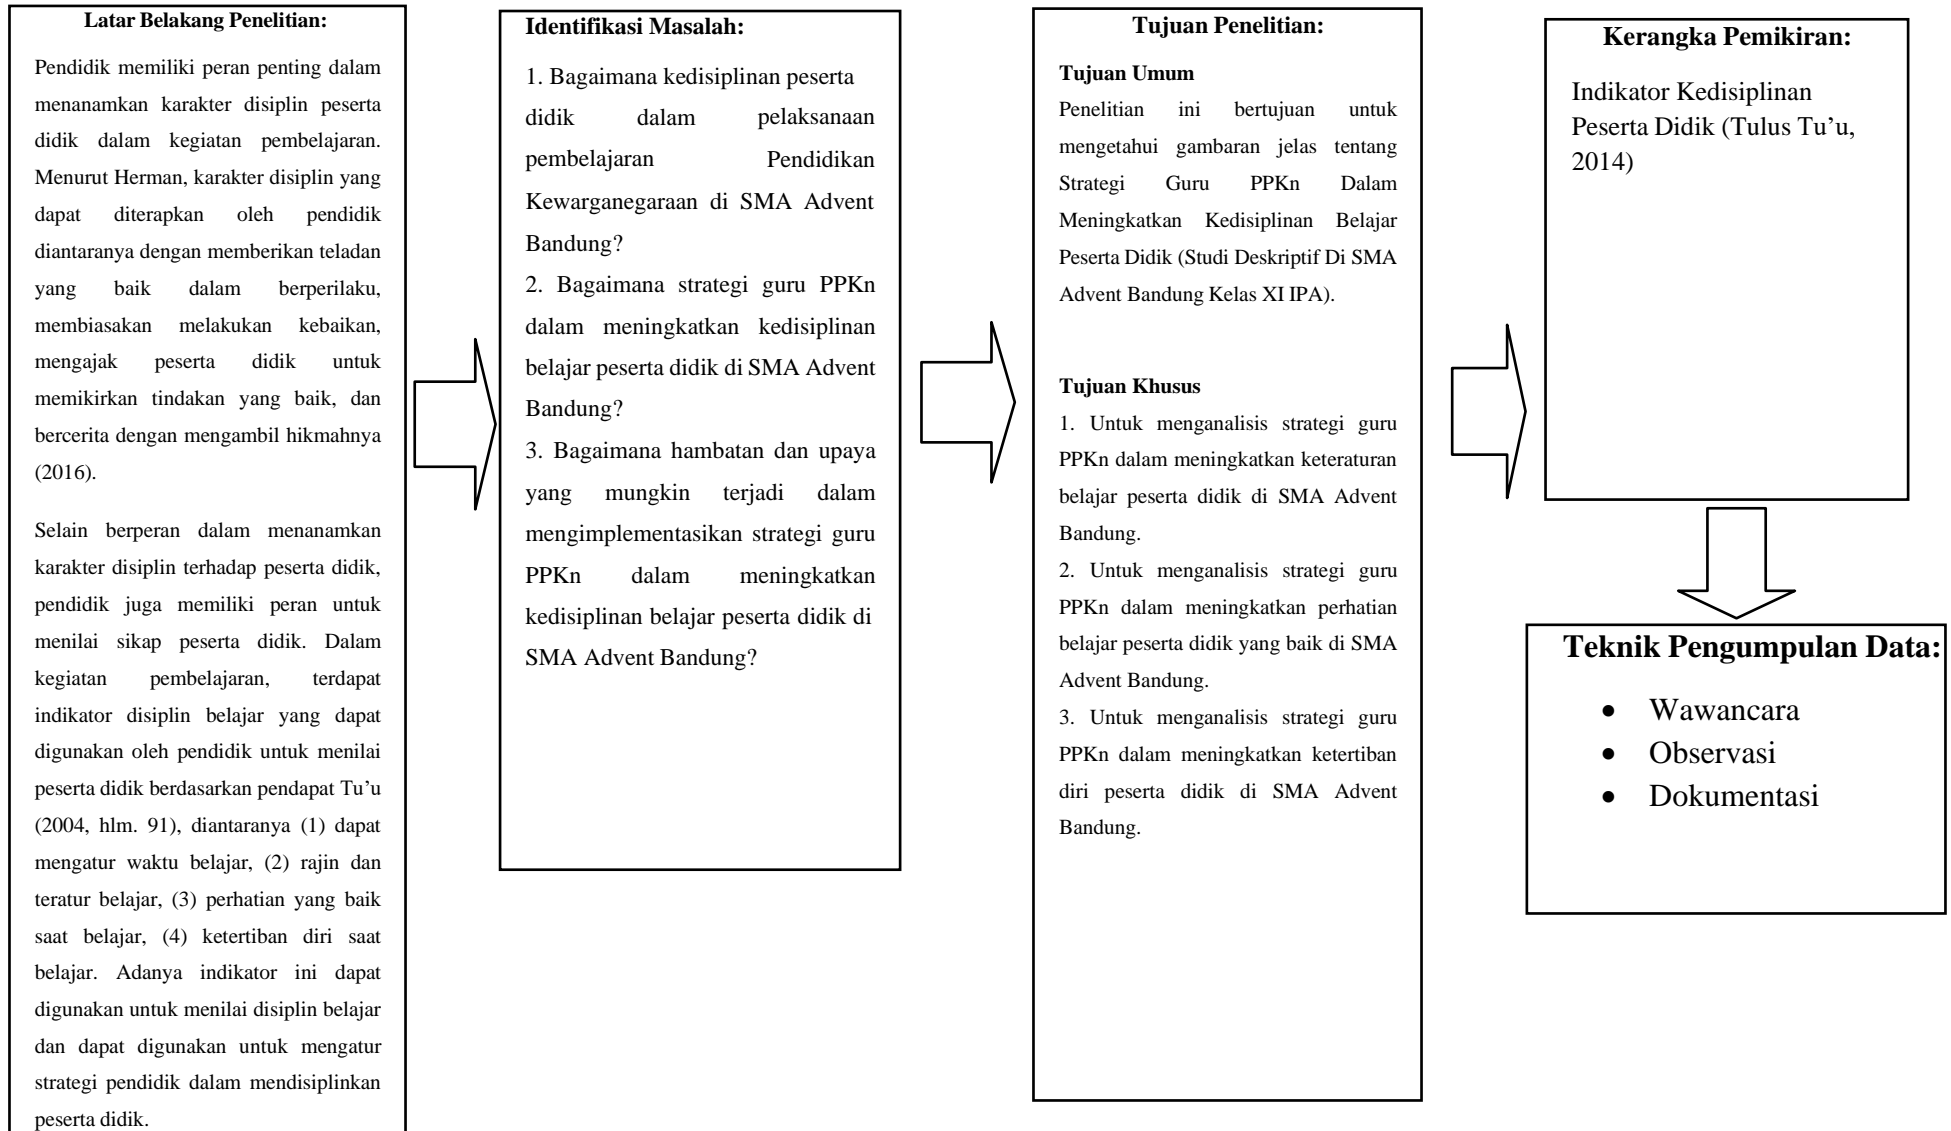 Latar Belakang Penelitian:
Pendidik memiliki peran penting dalam
menanamkan karakter disiplin peserta
didik dalam kegiatan pembelajaran.
Menurut Herman, karakter disiplin yang
dapat diterapkan oleh pendidik
diantaranya dengan memberikan teladan
yang baik dalam berperilaku,
membiasakan melakukan kebaikan,
mengajak peserta didik untuk
memikirkan tindakan yang baik, dan
bercerita dengan mengambil hikmahnya
(2016).
Selain berperan dalam menanamkan
karakter disiplin terhadap peserta didik,
pendidik juga memiliki peran untuk
menilai sikap peserta didik. Dalam
kegiatan pembelajaran, terdapat
indikator disiplin belajar yang dapat
digunakan oleh pendidik untuk menilai
peserta didik berdasarkan pendapat Tu’u
(2004, hlm. 91), diantaranya (1) dapat
mengatur waktu belajar, (2) rajin dan
teratur belajar, (3) perhatian yang baik
saat belajar, (4) ketertiban diri saat
belajar. Adanya indikator ini dapat
digunakan untuk menilai disiplin belajar
dan dapat digunakan untuk mengatur
strategi pendidik dalam mendisiplinkan
peserta didik.
Identifikasi Masalah:
1. Bagaimana kedisiplinan peserta
didik dalam pelaksanaan
pembelajaran Pendidikan
Kewarganegaraan di SMA Advent
Bandung?
2. Bagaimana strategi guru PPKn
dalam meningkatkan kedisiplinan
belajar peserta didik di SMA Advent
Bandung?
3. Bagaimana hambatan dan upaya
yang mungkin terjadi dalam
mengimplementasikan strategi guru
PPKn dalam meningkatkan
kedisiplinan belajar peserta didik di
SMA Advent Bandung?
Tujuan Penelitian:
Tujuan Umum
Penelitian ini bertujuan untuk
mengetahui gambaran jelas tentang
Strategi Guru PPKn Dalam
Meningkatkan Kedisiplinan Belajar
Peserta Didik (Studi Deskriptif Di SMA
Advent Bandung Kelas XI IPA).
Tujuan Khusus
1. Untuk menganalisis strategi guru
PPKn dalam meningkatkan keteraturan
belajar peserta didik di SMA Advent
Bandung.
2. Untuk menganalisis strategi guru
PPKn dalam meningkatkan perhatian
belajar peserta didik yang baik di SMA
Advent Bandung.
3. Untuk menganalisis strategi guru
PPKn dalam meningkatkan ketertiban
diri peserta didik di SMA Advent
Bandung.
Kerangka Pemikiran:
Indikator Kedisiplinan
Peserta Didik (Tulus Tu’u,
2014)
Teknik Pengumpulan Data:
• Wawancara
• Observasi
• Dokumentasi